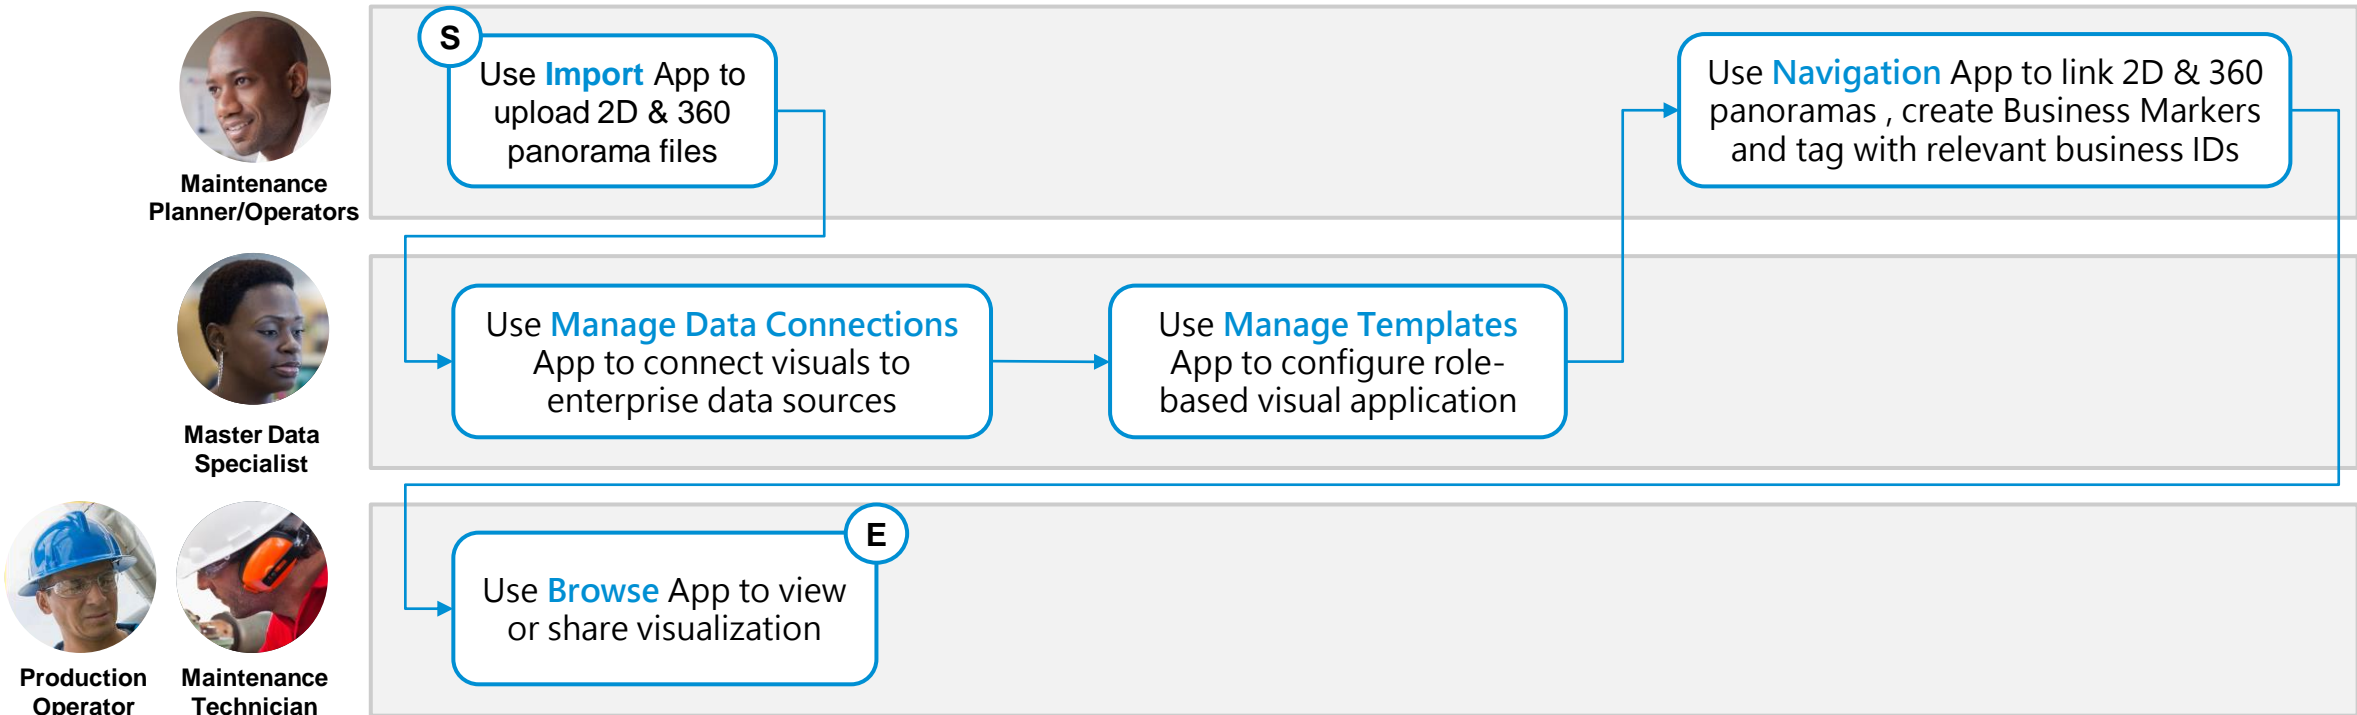 S
Use Import App to
upload 2D & 360
panorama files
Use Navigation App to link 2D & 360
panoramas , create Business Markers
and tag with relevant business IDs
Maintenance
Planner/Operators
Use Manage Data Connections
App to connect visuals to
enterprise data sources
Use Manage Templates
App to configure role-
based visual application
Master Data
Specialist
E
Use Browse App to view
or share visualization
Production
Operator
Maintenance
Technician